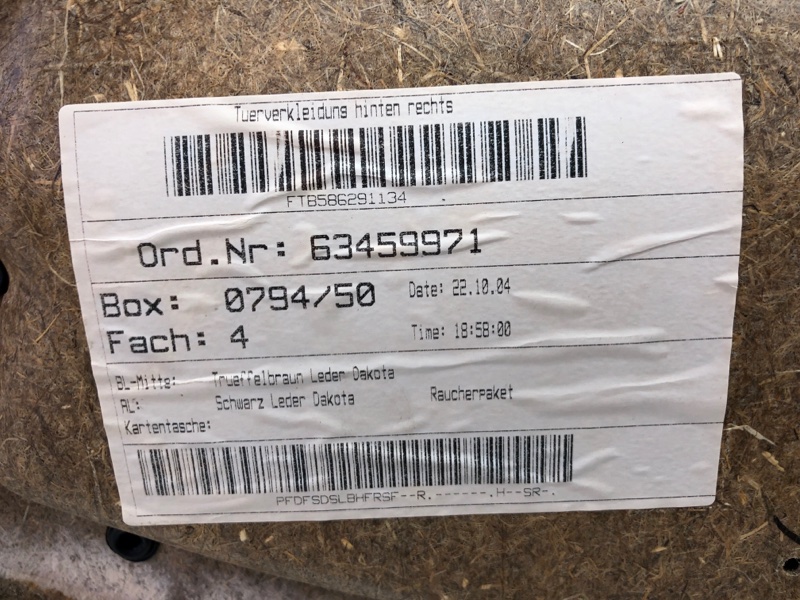 Tuerverkleidung hinten rechts
FTB586291134
Ord.Nr: 63459971
Box: 0794/50 Date: 22.10.04
Fach: 4 Time: 18:58:00
BL-Mitte: Trueffelbraun Leder Dakota
AL: Schwarz Leder Dakota Raucherpaket
Kartentasche:
PFDFSDSLBHFRSF--R.------.H--SR-.